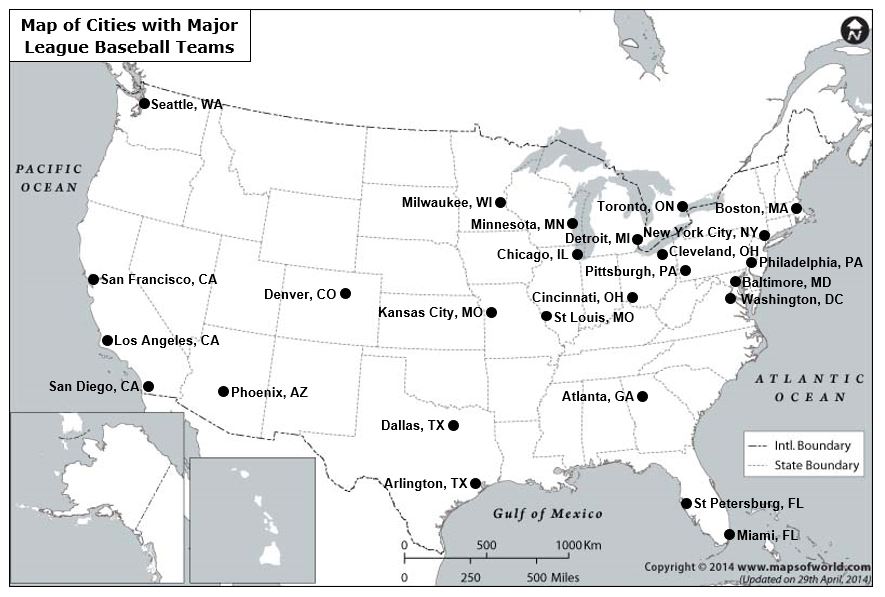 Map of Cities with Major
League Baseball Teams
N
Seattle, WA
PACIFIC
OCEAN
Milwaukee, WI
Toronto, ON
Boston, MA
Minnesota, MN
Detroit, MI
New York City, NY
Chicago, IL
Cleveland, OH
Philadelphia, PA
Pittsburgh, PA
San Francisco, CA
Denver, CO
Baltimore, MD
Cincinnati, OH
Washington, DC
Kansas City, MO
St Louis, MO
Los Angeles, CA
San Diego, CA
Phoenix, AZ
Atlanta, GA
ATLANTIC
OCEAN
Dallas, TX
Intl. Boundary
State Boundary
Arlington, TX
St Petersburg, FL
Gulf of Mexico
Miami, FL
0 500 1000 Km
0 250 500 Miles
Copyright © 2014 www.mapsofworld.com
(Updated on 29th April, 2014)